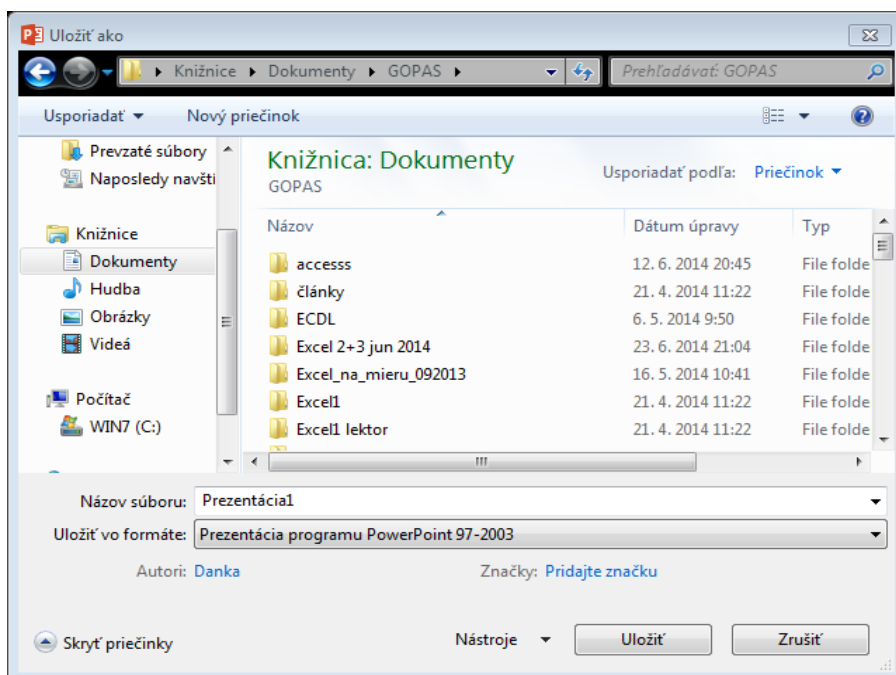 Uložiť ako
Knižnice Dokumenty GOPAS Prehľadávať: GOPAS
Usporiadať Nový priečinok
Prevzaté súbory
Naposledy navští
Knižnice
Dokumenty
Hudba
Obrázky
Videá
Počítač
WIN7 (C:)
Knižnica: Dokumenty
GOPAS
Usporiadať podľa: Priečinok
Názov Dátum úpravy Typ
accesss 12. 6. 2014 20:45 File folde
články 21. 4. 2014 11:22 File folde
ECDL 6. 5. 2014 9:50 File folde
Excel 2+3 jun 2014 23. 6. 2014 21:04 File folde
Excel_na_mieru_092013 16. 5. 2014 10:41 File folde
Excel1 21. 4. 2014 11:22 File folde
Excel1 lektor 21. 4. 2014 11:22 File folde
Názov súboru: Prezentácia1
Uložiť vo formáte: Prezentácia programu PowerPoint 97-2003
Autori: Danka Značky: Pridajte značku
Skryť priečinky Nástroje Uložiť Zrušiť